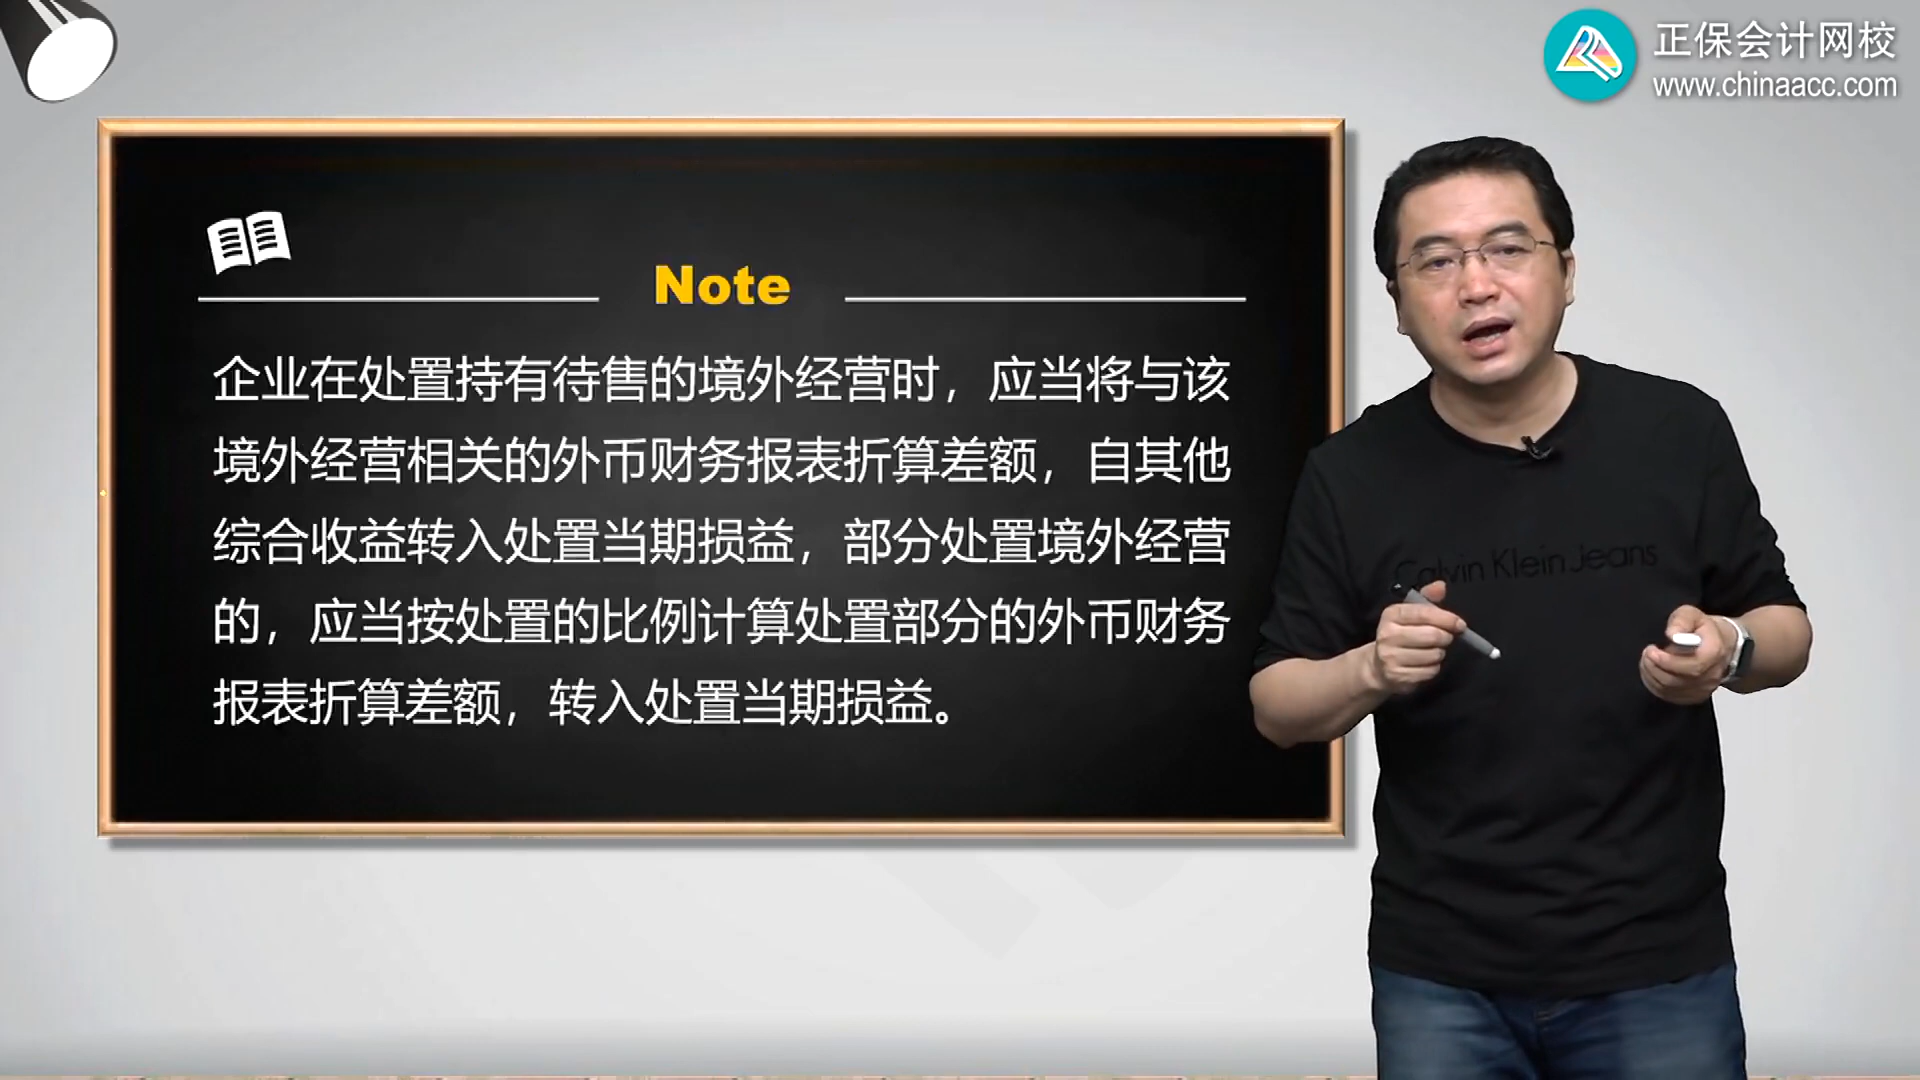 正保会计网校
www.chinaacc.com
Note
企业在处置持有待售的境外经营时，应当将与该
境外经营相关的外币财务报表折算差额，自其他
综合收益转入处置当期损益，部分处置境外经营
的，应当按处置的比例计算处置部分的外币财务
报表折算差额，转入处置当期损益。
Calvin Klein Jeans